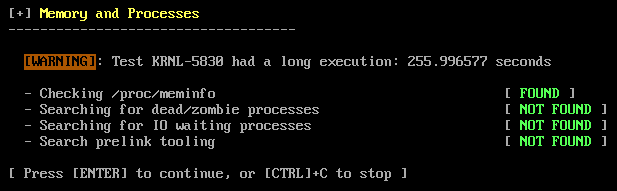 [+] Memory and Processes
------------------------------------
[WARNING]: Test KRNL-5830 had a long execution: 255.996577 seconds
- Checking /proc/meminfo [ FOUND ]
- Searching for dead/zombie processes [ NOT FOUND ]
- Searching for IO waiting processes [ NOT FOUND ]
- Search prelink tooling [ NOT FOUND ]
[ Press [ENTER] to continue, or [CTRL]+C to stop ]